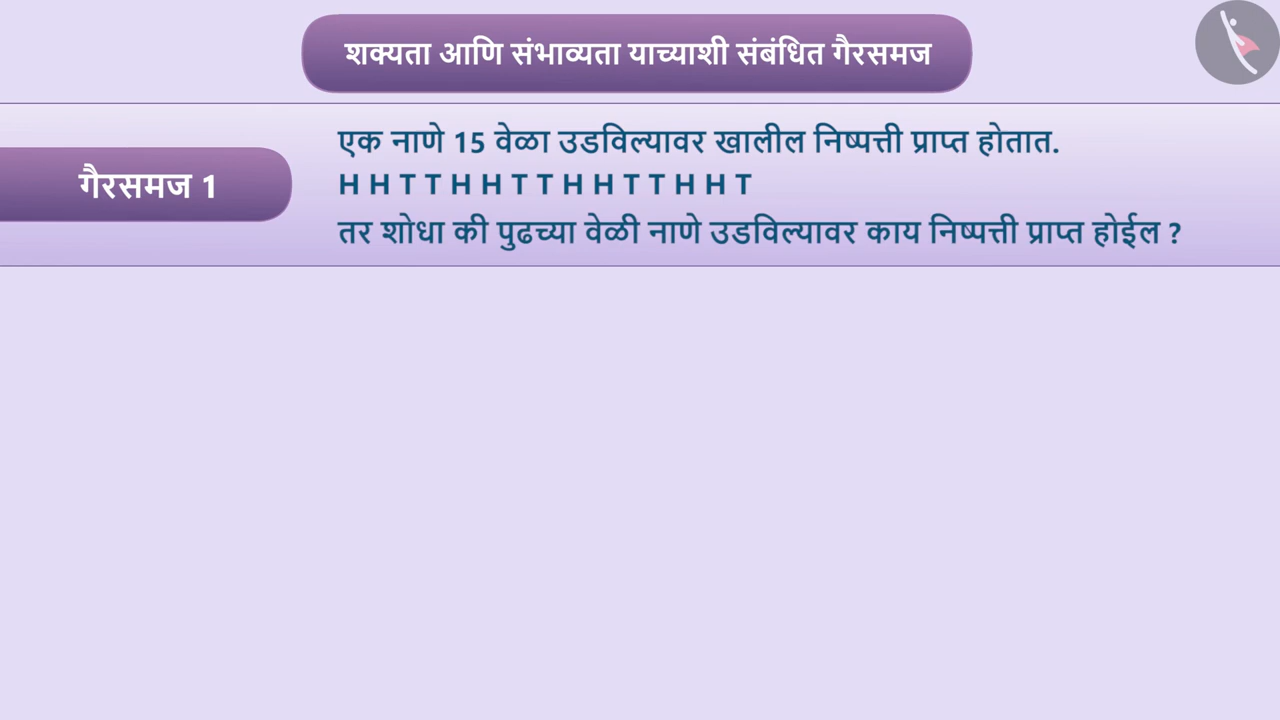 शक्यता आणि संभाव्यता याच्याशी संबंधित गैरसमज
गैरसमज 1
एक नाणे 15 वेळा उडविल्यावर खालील निष्पत्ती प्राप्त होतात.
H H T T H H T T H H T T H H T
तर शोधा की पुढच्या वेळी नाणे उडविल्यावर काय निष्पत्ती प्राप्त होईल ?